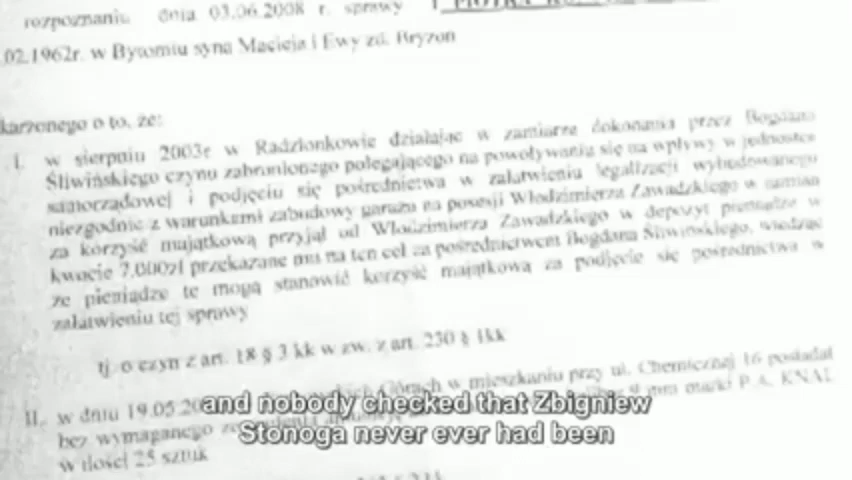 rozpoznaniu dnia 03.06.2008 r. sprawy
.02.1962r. w Bytomiu syna Macieja i Ewy zd. Bryzon
karżonego o to, że:
I. w sierpniu 2003r w Radzionkowie działając w zamiarze dokonania przez Bogdana
Śliwińskiego czynu zabronionego polegającego na powoływaniu się na wpływy w jednostce
samorządowej i podjęciu się pośrednictwa w załatwieniu legalizacji wybudowanego
niezgodnie z warunkami zabudowy garażu na posesji Włodzimierza Zawadzkiego w zamian
za korzyść majątkową przyjął od Włodzimierza Zawadzkiego w depozyt pieniądze w
kwocie 7.000zł przekazane mu na ten cel za pośrednictwem Bogdana Śliwińskiego, wiedząc
że pieniądze te mogą stanowić korzyść majątkową za podjęcie się pośrednictwa w
załatwieniu tej sprawy
tj. o czyn z art. 18 § 3 kk w zw. z art. 230 § 1kk
II. w dniu 19.05.20 Górach w mieszkaniu przy ul. Chemicznej 16 posiadał
bez wymaganego marki P.A. KNAL
w ilości 25 sztuk
and nobody checked that Zbigniew
Stonoga never ever had been